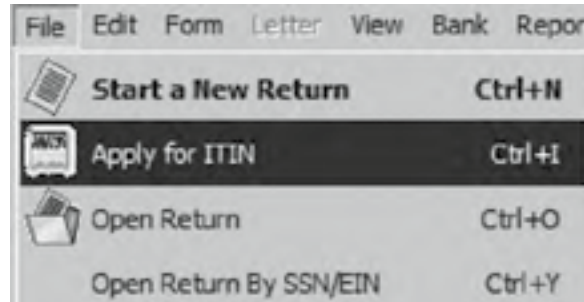 File Edit Form Letter View Bank Repor
Start a New Return Ctrl+N
Apply for ITIN Ctrl+I
Open Return Ctrl+O
Open Return By SSN/EIN Ctrl+Y